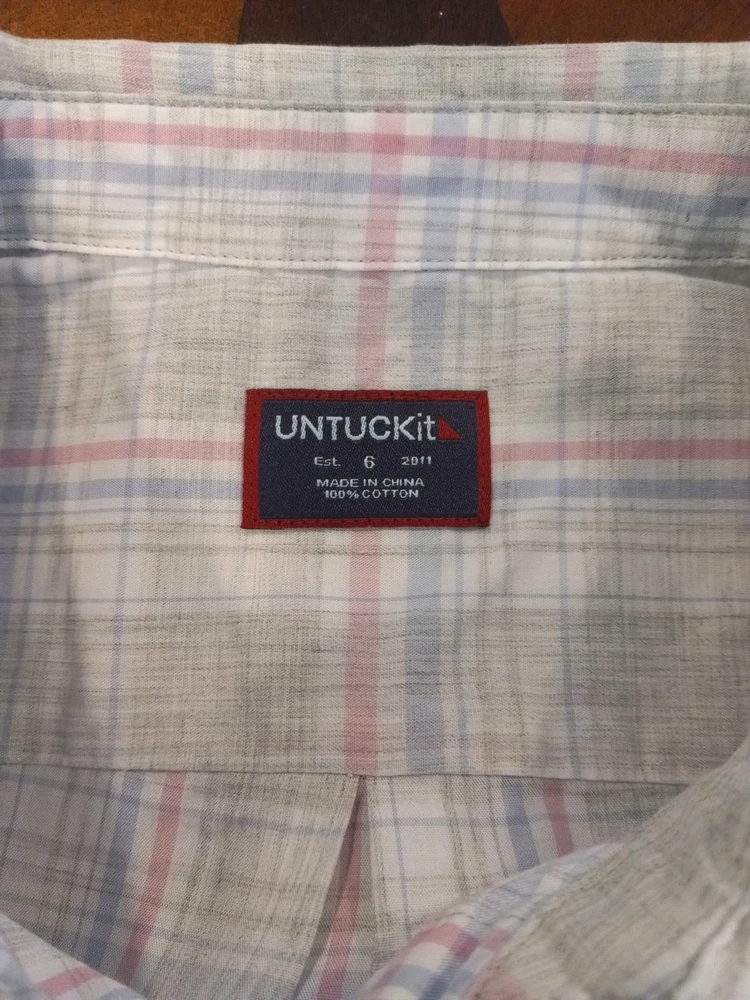 UNTUCKit
Est. 6 2011
MADE IN CHINA
100% COTTON